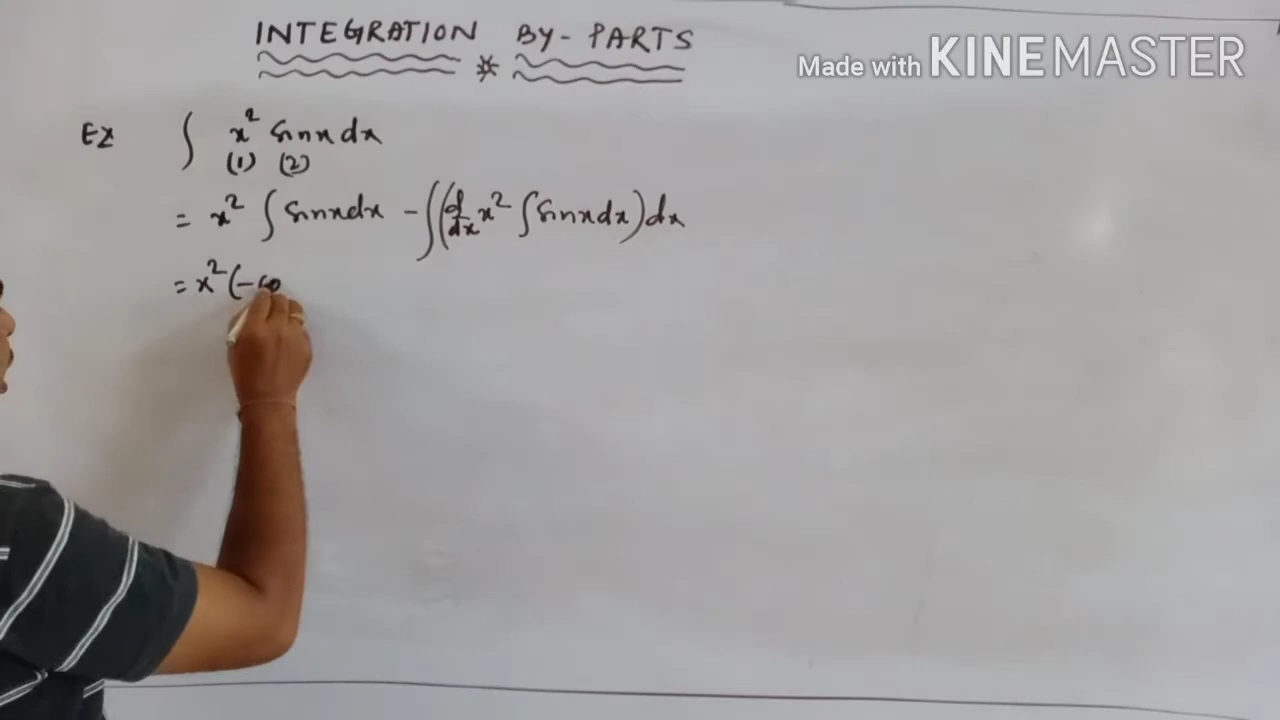 INTEGRATION BY-PARTS
Made with KINEMASTER
Ex ∫ x² sinx dx
(1) (2)
= x² ∫ sinx dx - ∫(d/dx x² ∫ sinx dx) dx
= x² (-co